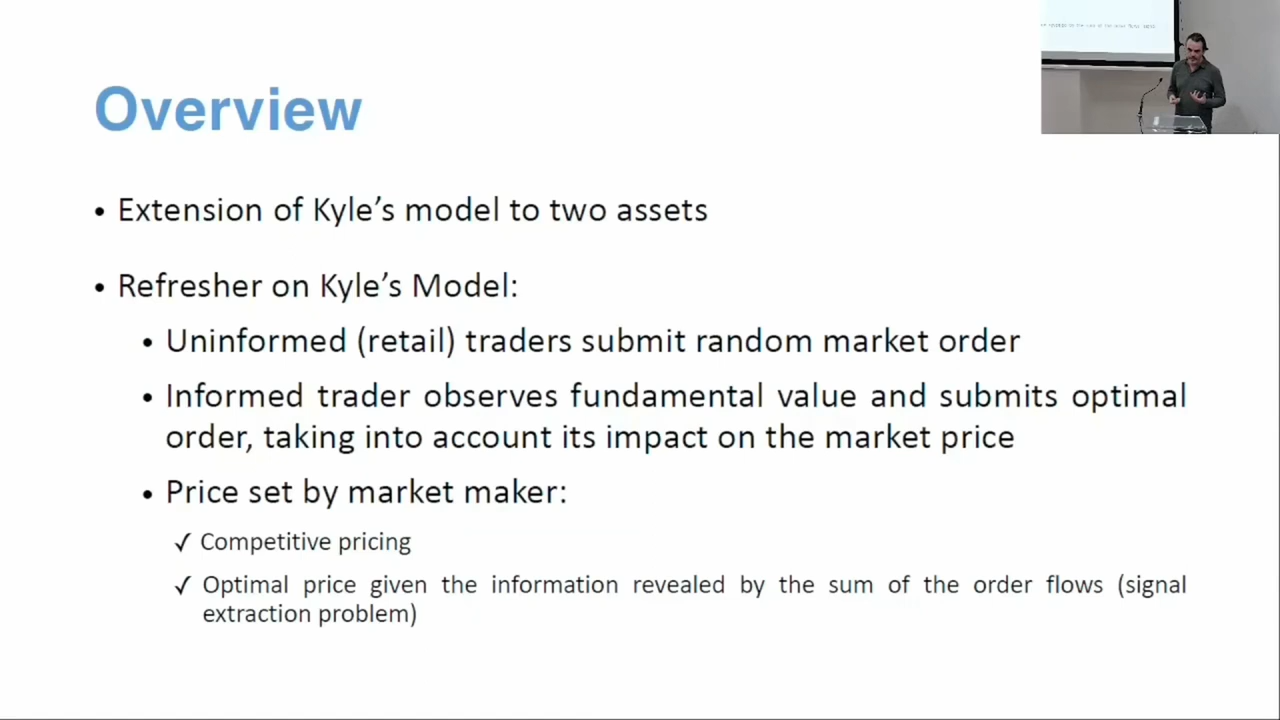 Overview
• Extension of Kyle's model to two assets
• Refresher on Kyle's Model:
• Uninformed (retail) traders submit random market order
• Informed trader observes fundamental value and submits optimal
order, taking into account its impact on the market price
• Price set by market maker:
✓ Competitive pricing
✓ Optimal price given the information revealed by the sum of the order flows (signal
extraction problem)